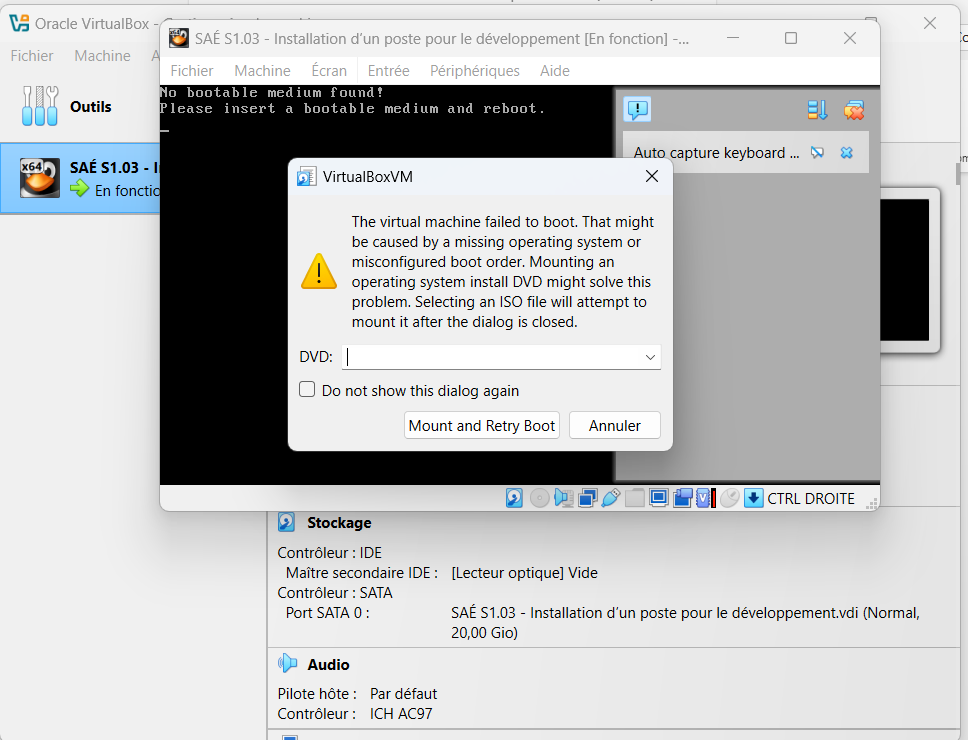 Oracle VirtualBox -
Fichier Machine A
Outils
x64 SAÉ S1.03 - I
En fonctio
SAÉ S1.03 - Installation d'un poste pour le développement [En fonction] -...
Fichier Machine Écran Entrée Périphériques Aide
No bootable medium found!
Please insert a bootable medium and reboot.
Auto capture keyboard ...
VirtualBoxVM
The virtual machine failed to boot. That might
be caused by a missing operating system or
misconfigured boot order. Mounting an
operating system install DVD might solve this
problem. Selecting an ISO file will attempt to
mount it after the dialog is closed.
DVD:
Do not show this dialog again
Mount and Retry Boot Annuler
CTRL DROITE
Stockage
Contrôleur : IDE
Maître secondaire IDE : [Lecteur optique] Vide
Contrôleur : SATA
Port SATA 0 : SAÉ S1.03 - Installation d'un poste pour le développement.vdi (Normal,
20,00 Gio)
Audio
Pilote hôte : Par défaut
Contrôleur : ICH AC97